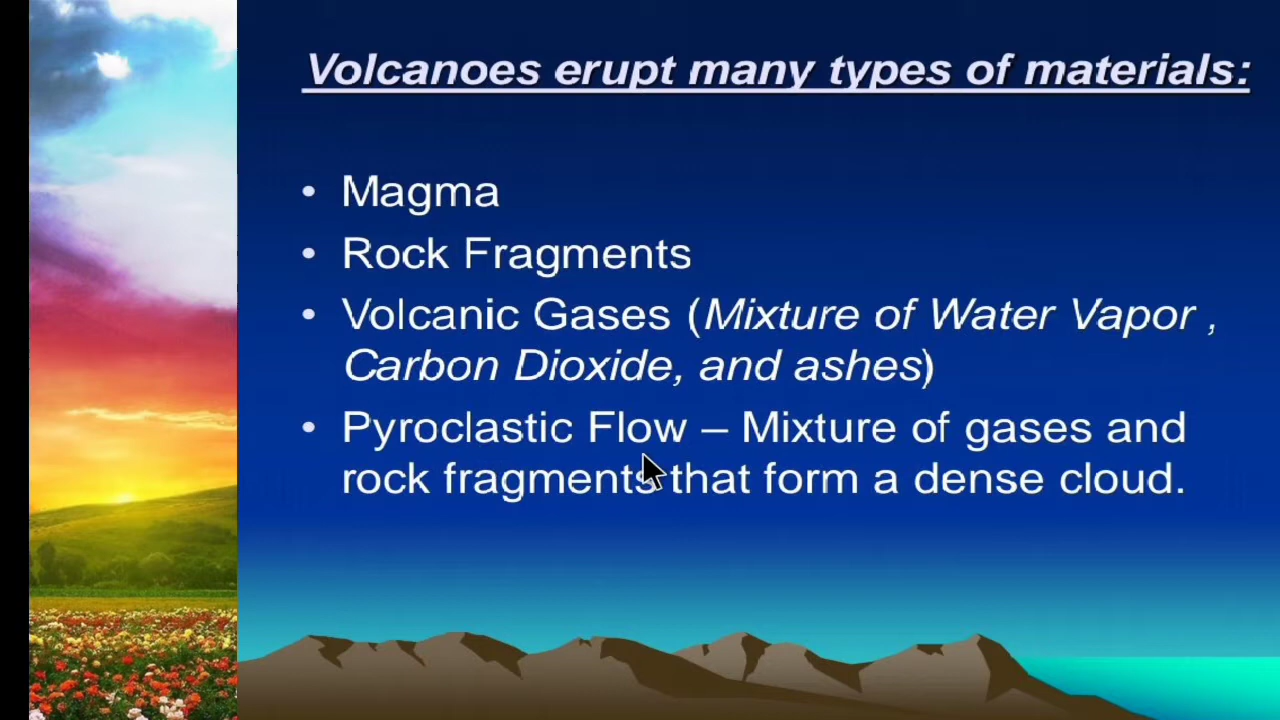 Volcanoes erupt many types of materials:
• Magma
• Rock Fragments
• Volcanic Gases (Mixture of Water Vapor ,
Carbon Dioxide, and ashes)
• Pyroclastic Flow – Mixture of gases and
rock fragments that form a dense cloud.